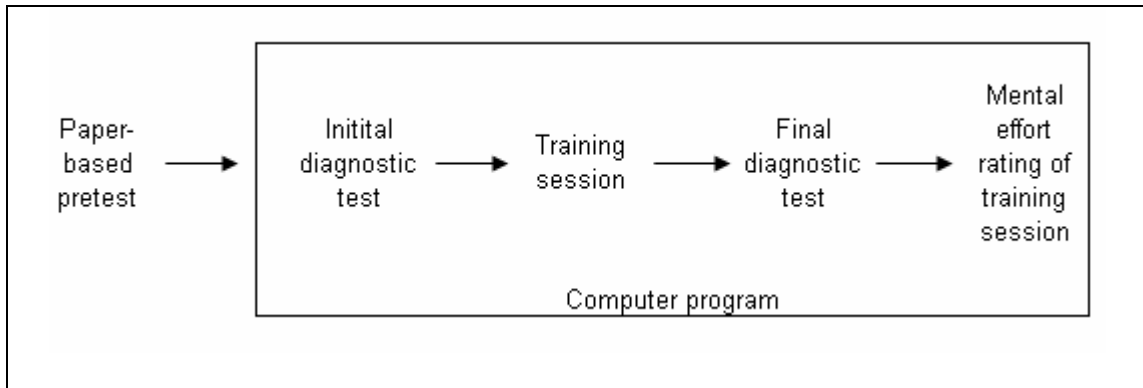 Paper-
based
pretest
Initital
diagnostic
test
Training
session
Final
diagnostic
test
Mental
effort
rating of
training
session
Computer program